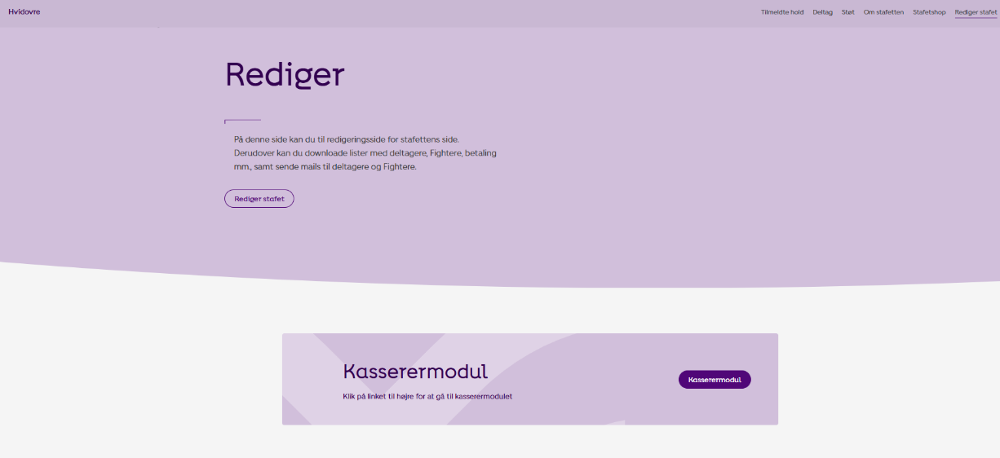 Hvidovre
Tilmeldte hold Deltag Støt Om stafetten Stafetshop Rediger stafet
Rediger
På denne side kan du til redigeringsside for stafettens side.
Derudover kan du downloade lister med deltagere, Fightere, betaling
mm., samt sende mails til deltagere og Fightere.
Rediger stafet
Kasserermodul
Klik på linket til højre for at gå til kasserermodulet
Kasserermodul